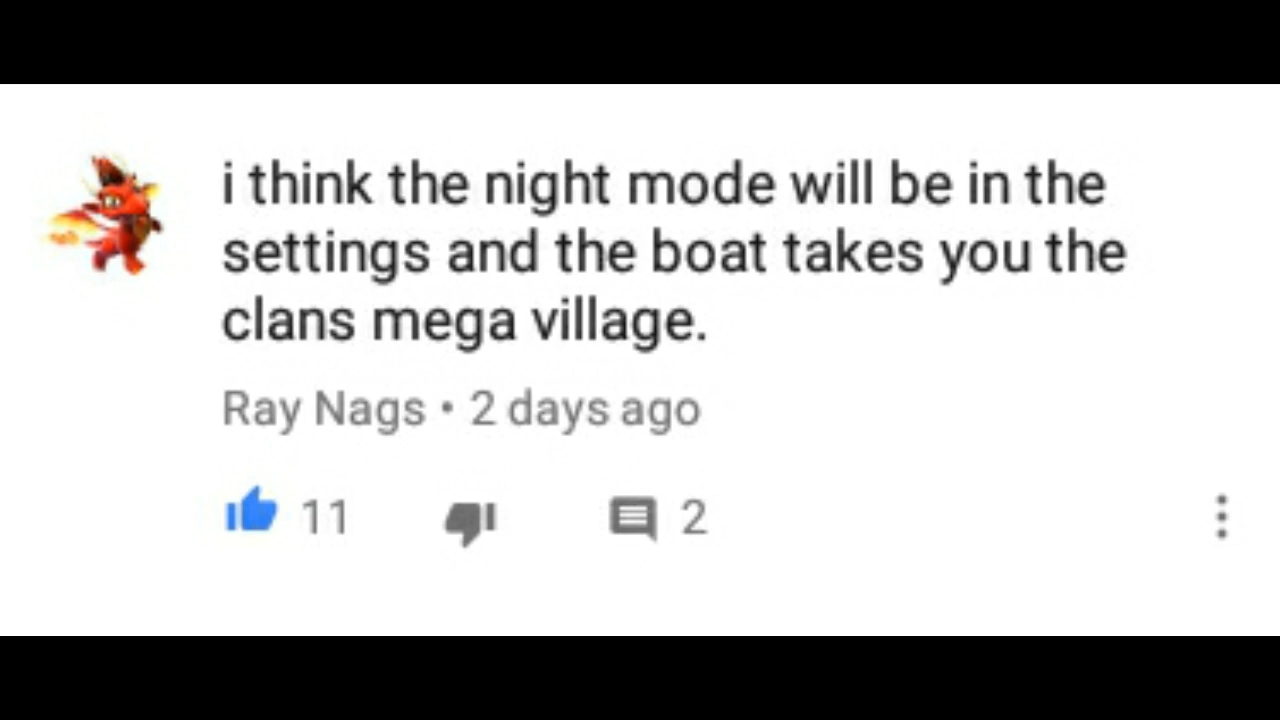 i think the night mode will be in the
settings and the boat takes you the
clans mega village.
Ray Nags • 2 days ago
11 2